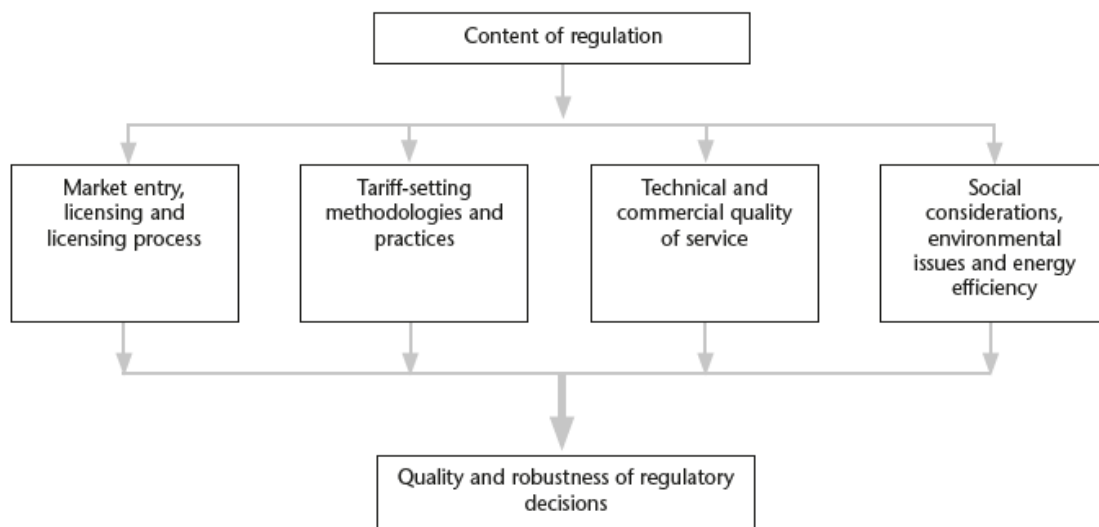 Content of regulation
Market entry,
licensing and
licensing process
Tariff-setting
methodologies and
practices
Technical and
commercial quality
of service
Social
considerations,
environmental
issues and energy
efficiency
Quality and robustness of regulatory
decisions